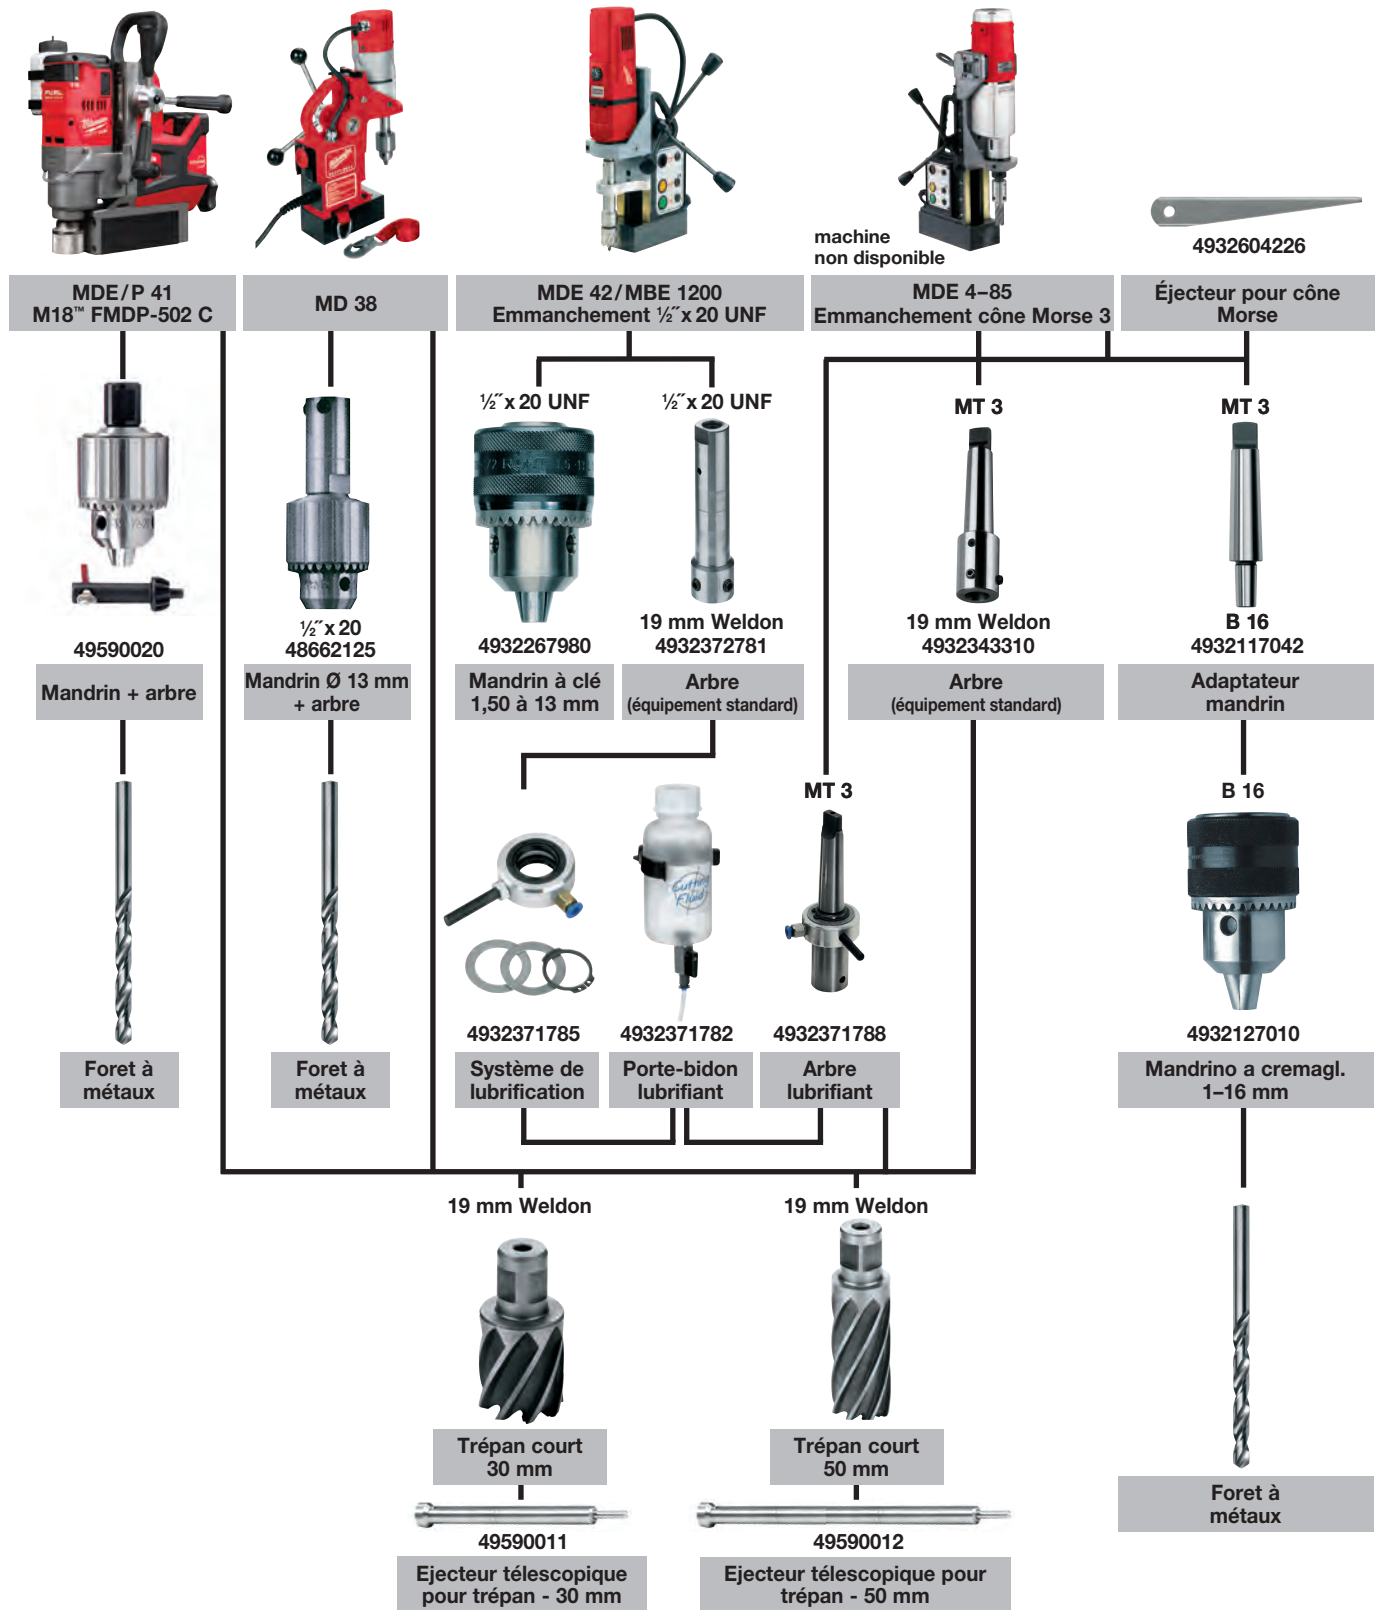 machine
non disponible
4932604226
MDE/P 41
M18™ FMDP-502 C
MD 38
MDE 42/MBE 1200
Emmanchement ½˝x 20 UNF
MDE 4–85
Emmanchement cône Morse 3
Éjecteur pour cône
Morse
½˝x 20 UNF
½˝x 20 UNF
MT 3
MT 3
49590020
Mandrin + arbre
½˝x 20
48662125
Mandrin Ø 13 mm
+ arbre
4932267980
Mandrin à clé
1,50 à 13 mm
19 mm Weldon
4932372781
Arbre
(équipement standard)
19 mm Weldon
4932343310
Arbre
(équipement standard)
B 16
4932117042
Adaptateur
mandrin
MT 3
B 16
Cutting
Fluid
Foret à
métaux
Foret à
métaux
4932371785
Système de
lubrification
4932371782
Porte-bidon
lubrifiant
4932371788
Arbre
lubrifiant
4932127010
Mandrino a cremagl.
1–16 mm
19 mm Weldon
19 mm Weldon
Trépan court
30 mm
Trépan court
50 mm
Foret à
métaux
49590011
Ejecteur télescopique
pour trépan - 30 mm
49590012
Ejecteur télescopique pour
trépan - 50 mm